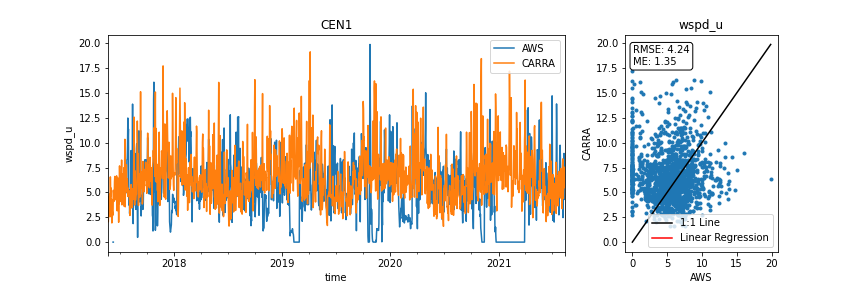 CEN1
wspd_u
20.0
17.5
15.0
12.5
10.0
7.5
5.0
2.5
0.0
wspd_u
AWS
CARRA
2018
2019
2020
2021
time
wspd_u
20.0
17.5
15.0
12.5
10.0
7.5
5.0
2.5
0.0
CARRA
RMSE: 4.24
ME: 1.35
1:1 Line
Linear Regression
0
5
10
15
20
AWS